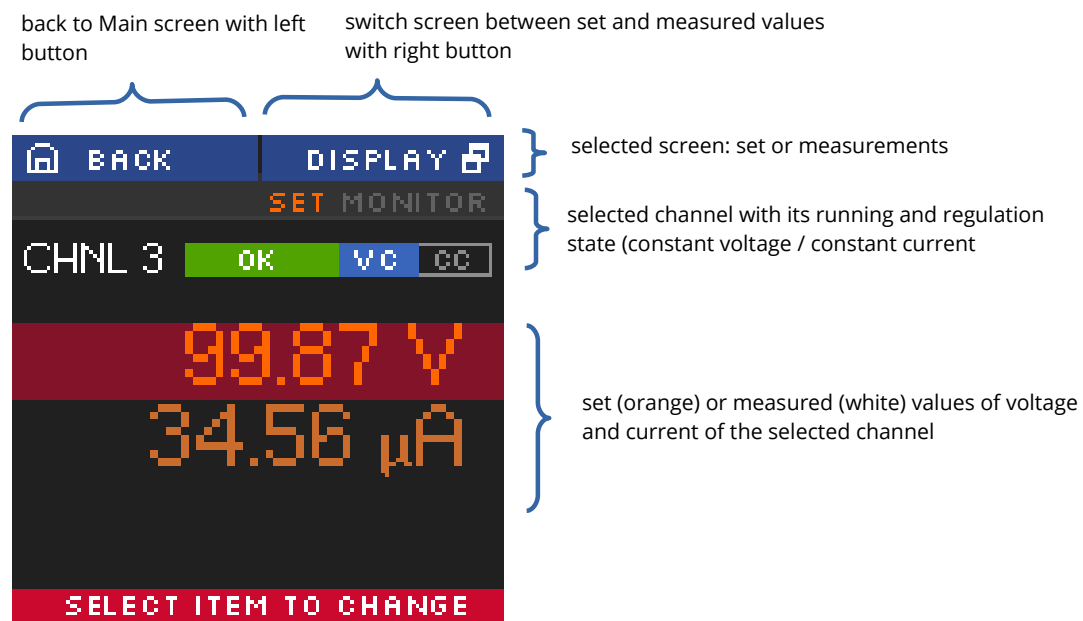 back to Main screen with left
button
switch screen between set and measured values
with right button
BACK
DISPLAY
selected screen: set or measurements
SET MONITOR
selected channel with its running and regulation
state (constant voltage / constant current
CHNL 3
OK
VC
CC
99.87 V
34.56 µA
set (orange) or measured (white) values of voltage
and current of the selected channel
SELECT ITEM TO CHANGE